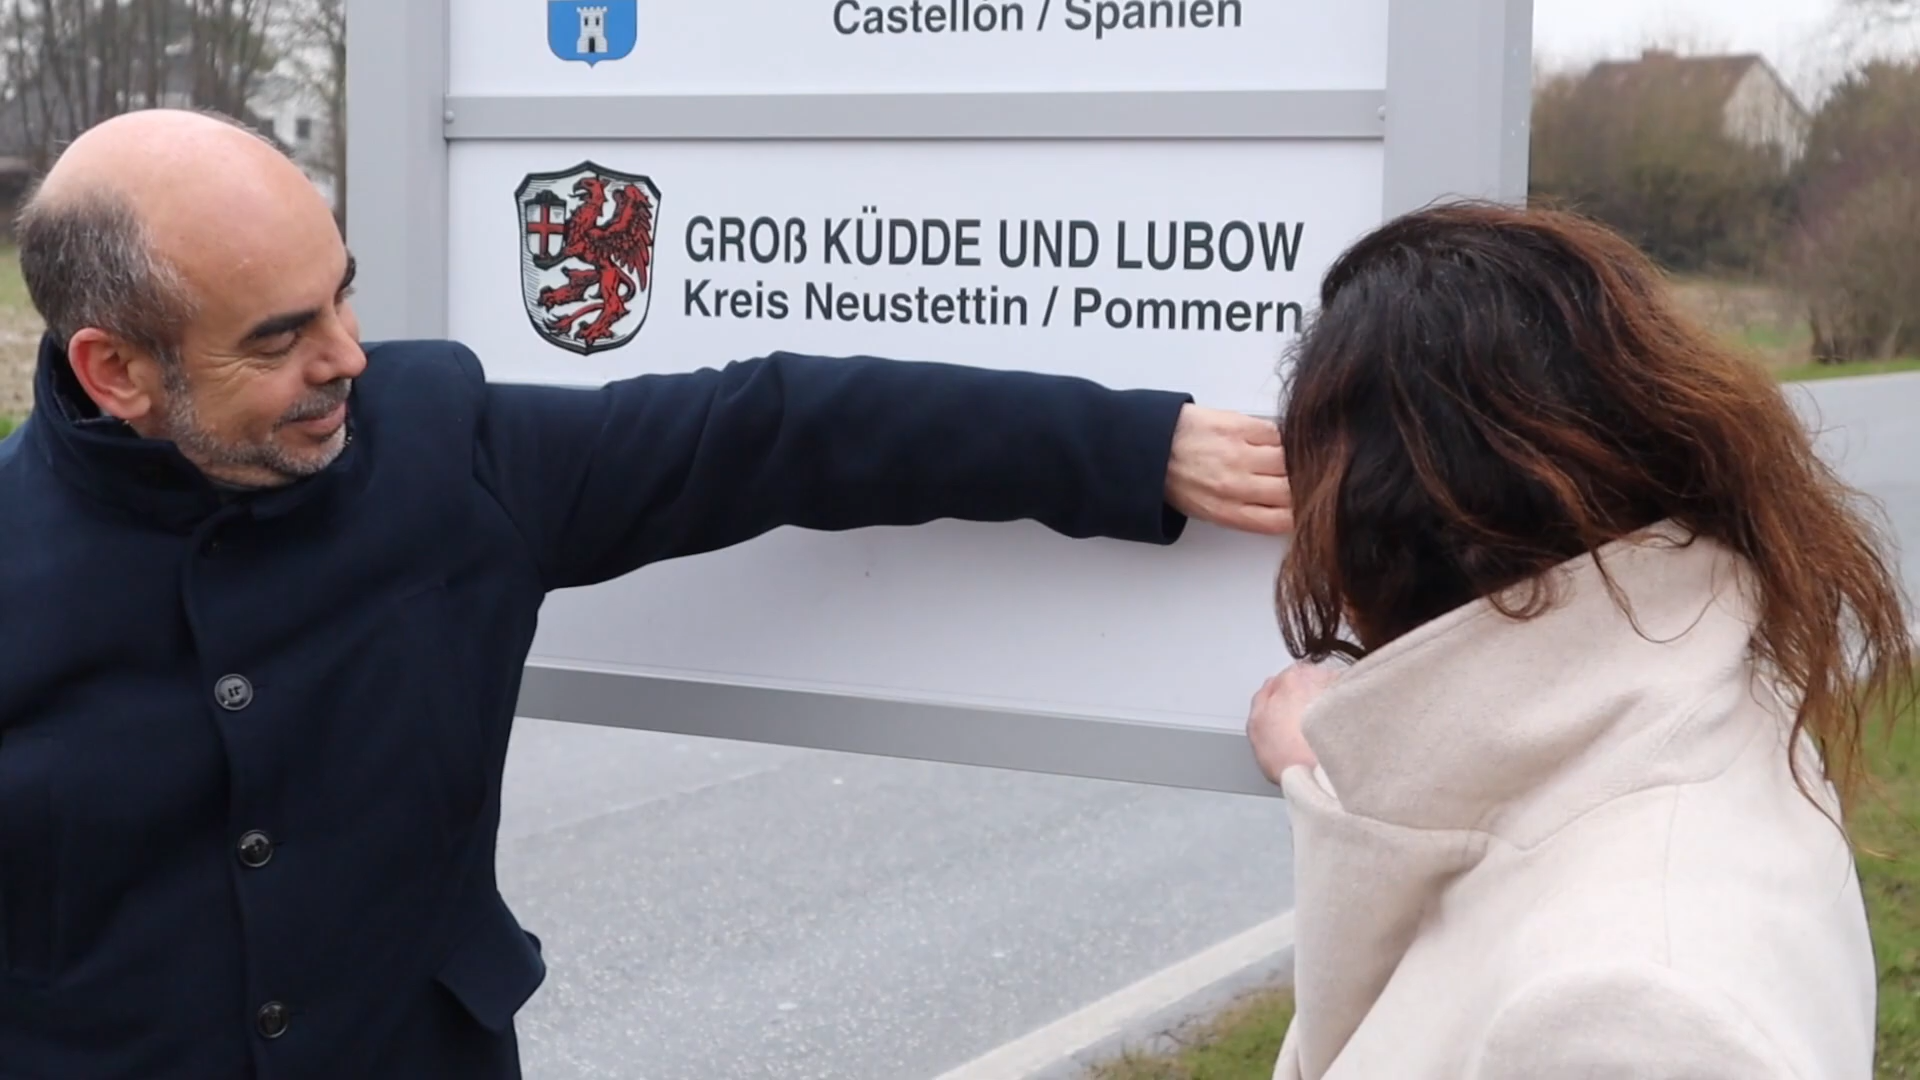 Castellón / Spanien
GROß KÜDDE UND LUBOW
Kreis Neustettin / Pommern